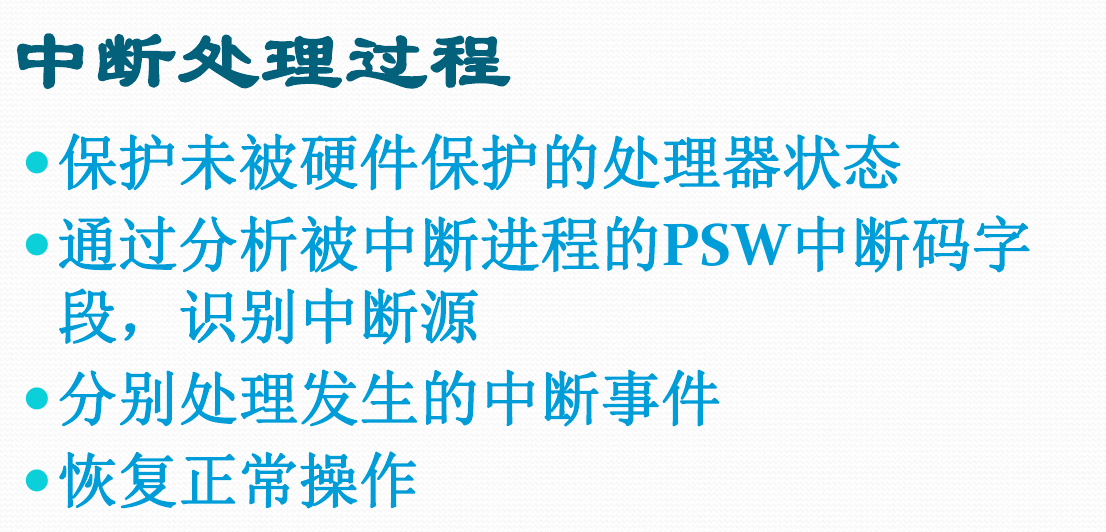 中断处理过程
•保护未被硬件保护的处理器状态
•通过分析被中断进程的PSW中断码字
段，识别中断源
•分别处理发生的中断事件
•恢复正常操作